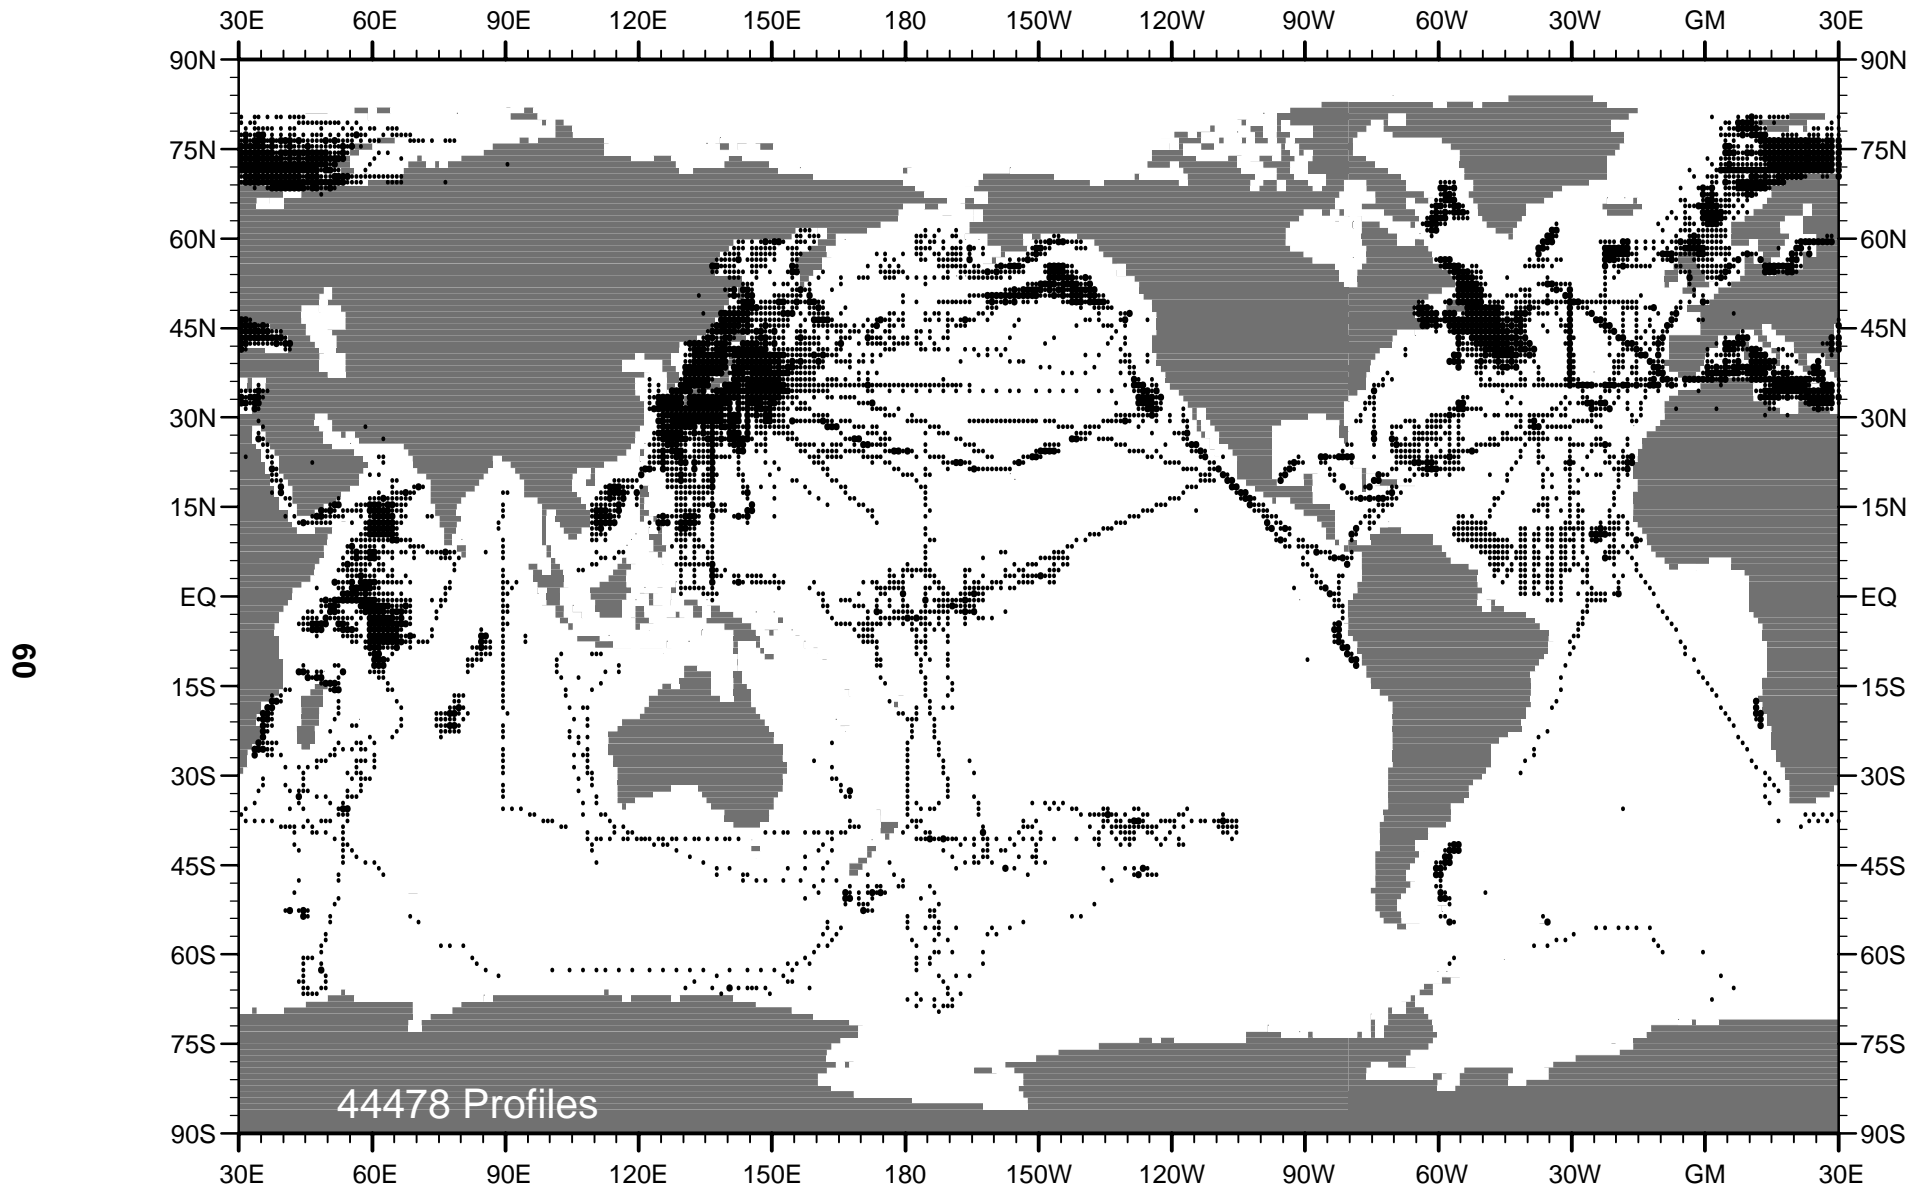 30E 60E 90E 120E 150E 180 150W 120W 90W 60W 30W GM 30E
90N 90N
75N 75N
60N 60N
45N 45N
30N 30N
15N 15N
EQ EQ
60
15S 15S
30S 30S
45S 45S
60S 60S
75S 75S
44478 Profiles
90S 90S
30E 60E 90E 120E 150E 180 150W 120W 90W 60W 30W GM 30E